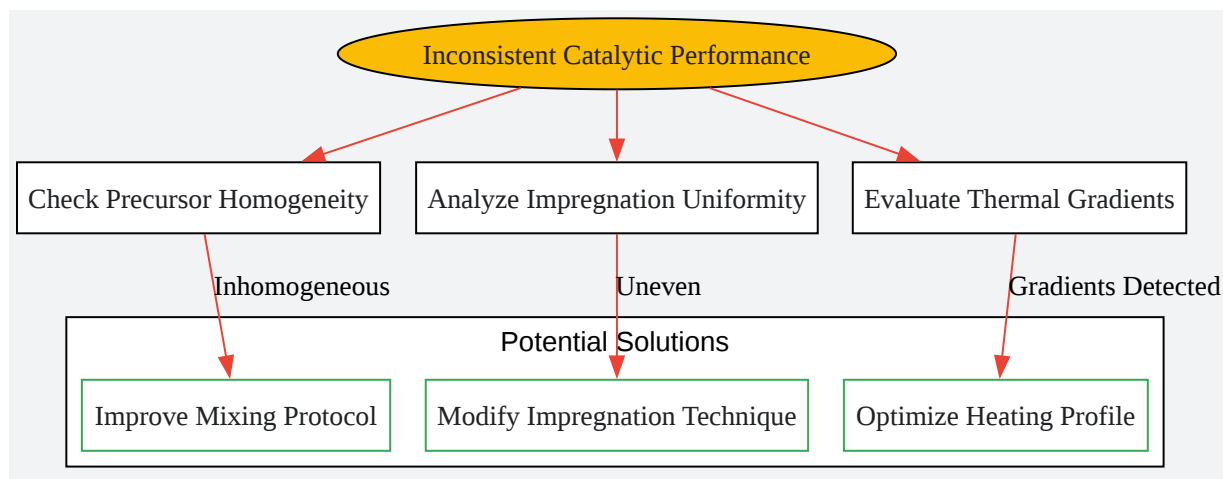 Inconsistent Catalytic Performance
Check Precursor Homogeneity
Analyze Impregnation Uniformity
Evaluate Thermal Gradients
Inhomogeneous
Uneven
Gradients Detected
Potential Solutions
Improve Mixing Protocol
Modify Impregnation Technique
Optimize Heating Profile